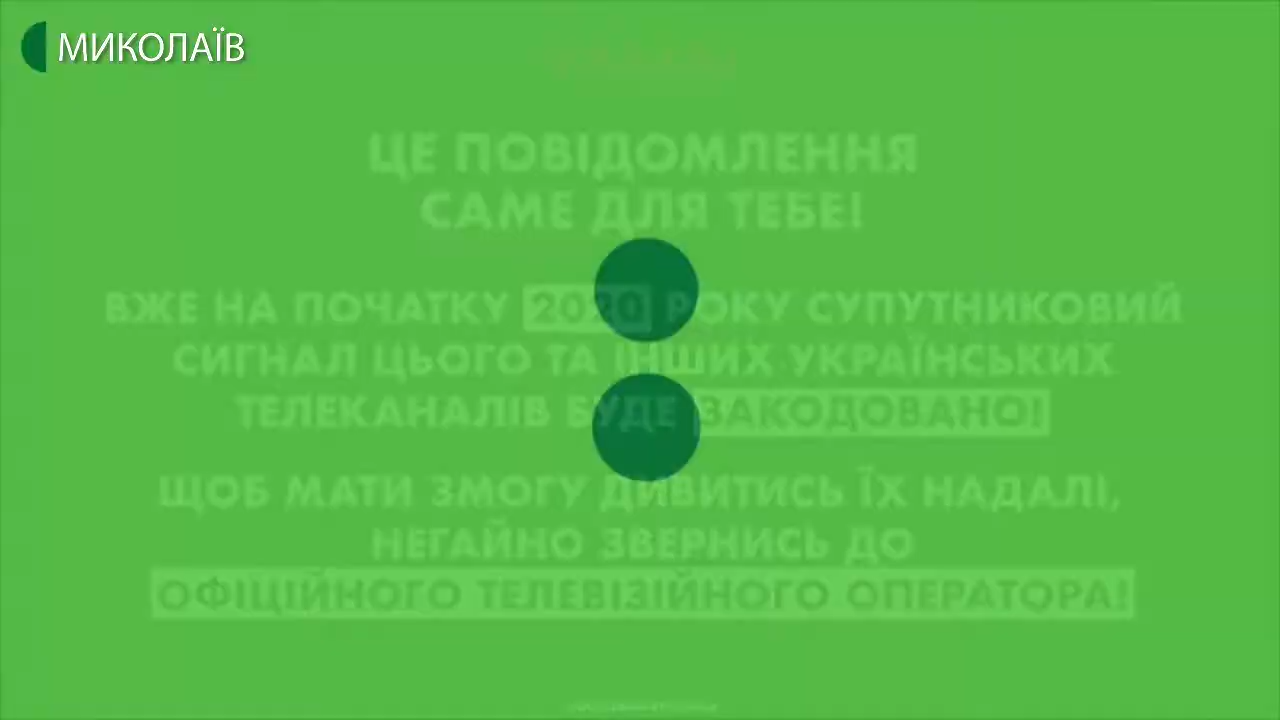 МИКОЛАЇВ
ЦЕ ПОВІДОМЛЕННЯ
САМЕ ДЛЯ ТЕБЕ!
ВЖЕ НА ПОЧАТКУ 2020 РОКУ СУПУТНИКОВИЙ
СИГНАЛ ЦЬОГО ТА ІНШИХ УКРАЇНСЬКИХ
ТЕЛЕКАНАЛІВ БУДЕ ЗАКОДОВАНО!
ЩОБ МАТИ ЗМОГУ ДИВИТИСЬ ЇХ НАДАЛІ,
НЕГАЙНО ЗВЕРНИСЬ ДО
ОФІЦІЙНОГО ТЕЛЕВІЗІЙНОГО ОПЕРАТОРА!